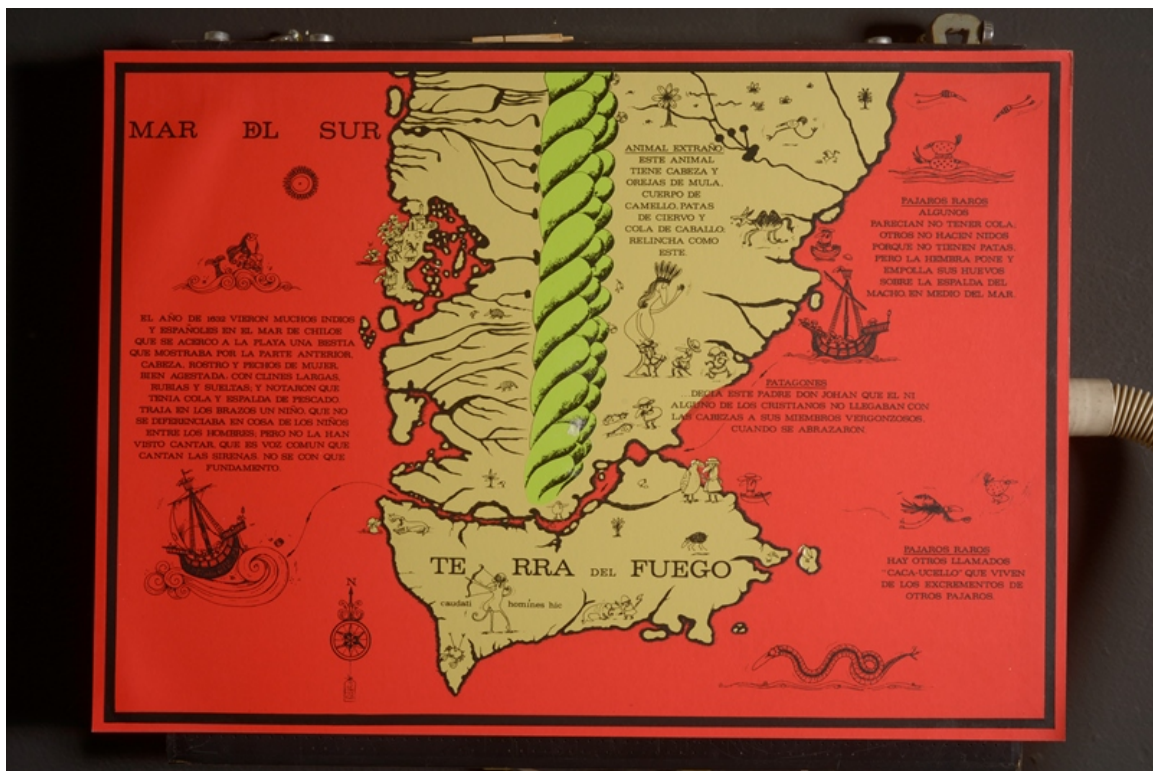 MAR DEL SUR
EL AÑO DE 1632 VIERON MUCHOS INDIOS
Y ESPAÑOLES EN EL MAR DE CHILOE
QUE SE ACERCO A LA PLAYA UNA BESTIA
QUE MOSTRABA POR LA PARTE ANTERIOR,
CABEZA, ROSTRO Y PECHOS DE MUJER,
BIEN AGESTADA; CON CLINES LARGAS,
RUBIAS Y SUELTAS; Y NOTARON QUE
TENIA COLA Y ESPALDA DE PESCADO
TRAIA EN LOS BRAZOS UN NIÑO. QUE NO
SE DIFERENCIABA EN COSA DE LOS NIÑOS
ENTRE LOS HOMBRES; PERO NO LA HAN
VISTO CANTAR, QUE ES VOZ COMUN QUE
CANTAN LAS SIRENAS. NO SE CON QUE
FUNDAMENTO.
ANIMAL EXTRAÑO
ESTE ANIMAL
TIENE CABEZA Y
OREJAS DE MULA,
CUERPO DE
CAMELLO, PATAS
DE CIERVO Y
COLA DE CABALLO;
RELINCHA COMO
ESTE.
PAJAROS RAROS
ALGUNOS
PARECIAN NO TENER COLA;
OTROS NO HACEN NIDOS
PORQUE NO TIENEN PATAS,
PERO LA HEMBRA PONE Y
EMPOLLA SUS HUEVOS
SOBRE LA ESPALDA DEL
MACHO, EN MEDIO DEL MAR.
PATAGONES
DECIA ESTE PADRE DON JOHAN QUE EL NI
ALGUNO DE LOS CRISTIANOS NO LLEGABAN CON
LAS CABEZAS A SUS MIEMBROS VERGONZOSOS,
CUANDO SE ABRAZARON.
PAJAROS RAROS
HAY OTROS LLAMADOS
"CACA-UCELLO" QUE VIVEN
DE LOS EXCREMENTOS DE
OTROS PAJAROS.
TE RRA DEL FUEGO
caudati homines hic
N